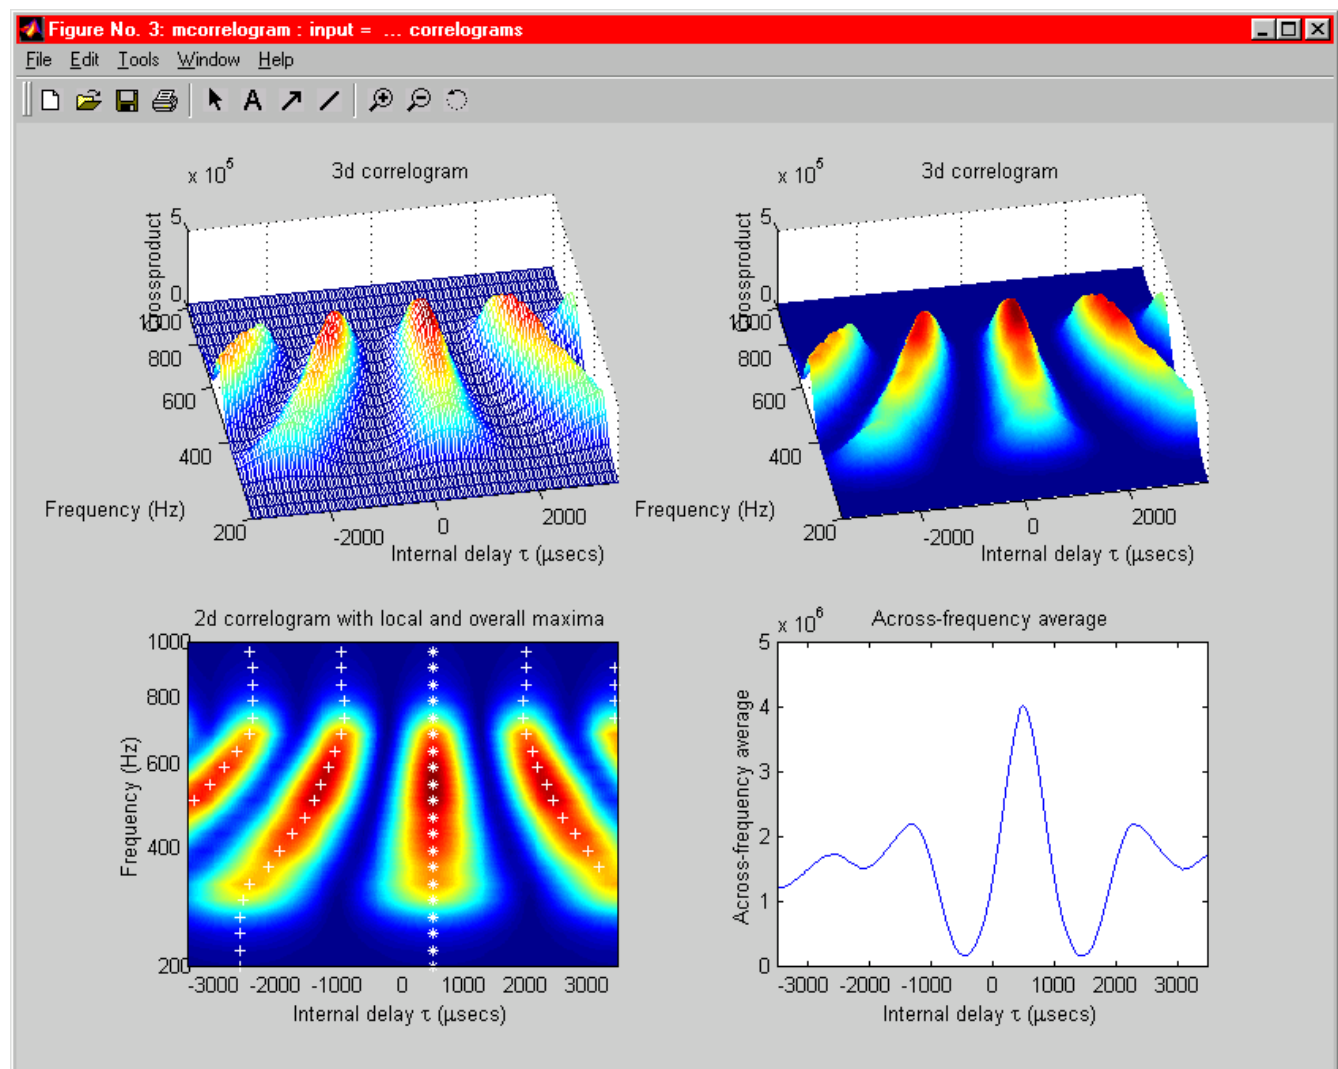 Figure No. 3: mcorrelogram : input = ... correlograms
File Edit Tools Window Help
A
x 10^5
3d correlogram
Crossproduct
5
0
1000
800
600
400
200
Frequency (Hz)
-2000
0
2000
Internal delay τ (μsecs)
x 10^5
3d correlogram
Crossproduct
5
0
1000
800
600
400
200
Frequency (Hz)
-2000
0
2000
Internal delay τ (μsecs)
2d correlogram with local and overall maxima
Frequency (Hz)
1000
800
600
400
200
-3000 -2000 -1000 0 1000 2000 3000
Internal delay τ (μsecs)
x 10^6
Across-frequency average
Across-frequency average
5
4
3
2
1
0
-3000 -2000 -1000 0 1000 2000 3000
Internal delay τ (μsecs)